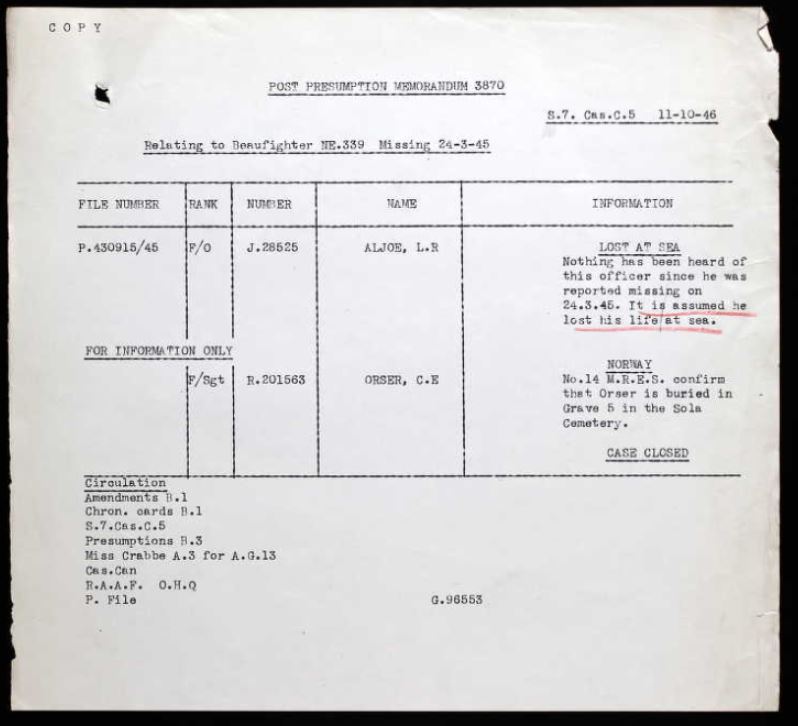 COPY
POST PRESUMPTION MEMORANDUM 3870
S.7. Cas.C.5 11-10-46
Relating to Beaufighter NE.339 Missing 24-3-45
FILE NUMBER RANK NUMBER NAME INFORMATION
P.430915/45 F/O J.28525 ALJOE, L.R LOST AT SEA
Nothing has been heard of
this officer since he was
reported missing on
24.3.45. It is assumed he
lost his life at sea.
FOR INFORMATION ONLY
NORWAY
F/Sgt R.201563 ORSER, C.E No.14 M.R.E.S. confirm
that Orser is buried in
Grave 5 in the Sola
Cemetery.
CASE CLOSED
Circulation
Amendments B.1
Chron. cards B.1
S.7.Cas.C.5
Presumptions B.3
Miss Crabbe A.3 for A.G.13
Cas.Can
R.A.A.F. O.H.Q
P. File G.96553